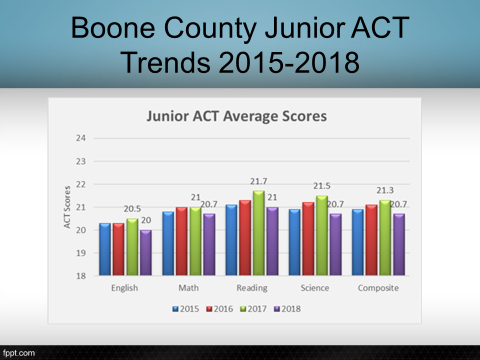 Boone County Junior ACT
Trends 2015-2018
Junior ACT Average Scores
24
23
22
21
20
19
18
ACT Scores
20.5
20
21
20.7
21.7
21
21.5
20.7
21.3
20.7
English
Math
Reading
Science
Composite
2015
2016
2017
2018
fppt.com